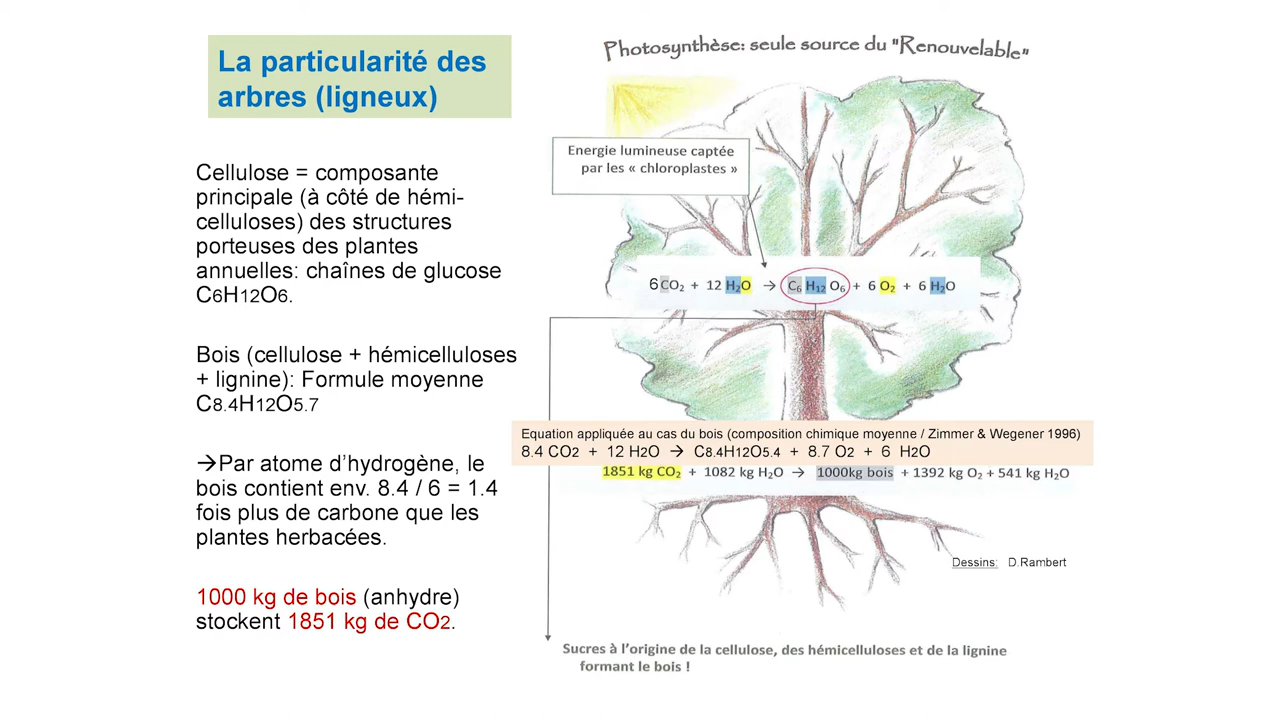 La particularité des
arbres (ligneux)
Cellulose = composante
principale (à côté de hémi-
celluloses) des structures
porteuses des plantes
annuelles: chaînes de glucose
C6H12O6.
Bois (cellulose + hémicelluloses
+ lignine): Formule moyenne
C8.4H12O5.7
→Par atome d’hydrogène, le
bois contient env. 8.4 / 6 = 1.4
fois plus de carbone que les
plantes herbacées.
1000 kg de bois (anhydre)
stockent 1851 kg de CO2.
Photosynthèse: seule source du "Renouvelable"
Energie lumineuse captée
par les « chloroplastes »
6CO₂ + 12 H₂O → C₆ H₁₂ O₆ + 6 O₂ + 6 H₂O
Equation appliquée au cas du bois (composition chimique moyenne / Zimmer & Wegener 1996)
8.4 CO2 + 12 H2O → C8.4H12O5.4 + 8.7 O2 + 6 H2O
1851 kg CO₂ + 1082 kg H₂O → 1000kg bois + 1392 kg O₂ + 541 kg H₂O
Dessins: D.Rambert
Sucres à l’origine de la cellulose, des hémicelluloses et de la lignine
formant le bois !